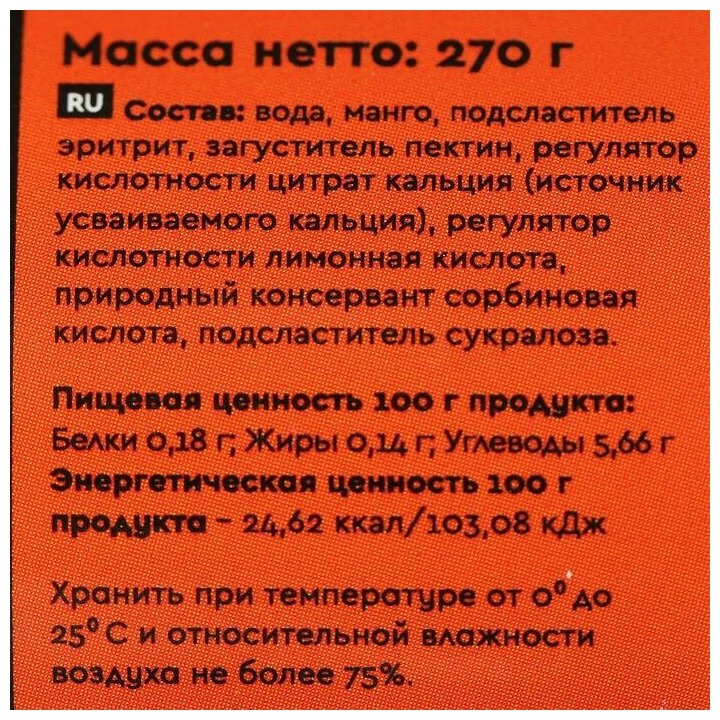 Масса нетто: 270 г
RU Состав: вода, манго, подсластитель
эритрит, загуститель пектин, регулятор
кислотности цитрат кальция (источник
усваиваемого кальция), регулятор
кислотности лимонная кислота,
природный консервант сорбиновая
кислота, подсластитель сукралоза.
Пищевая ценность 100 г продукта:
Белки 0,18 г; Жиры 0,14 г; Углеводы 5,66 г
Энергетическая ценность 100 г
продукта – 24,62 ккал/103,08 кДж
Хранить при температуре от 0⁰ до
25⁰ С и относительной влажности
воздуха не более 75%.